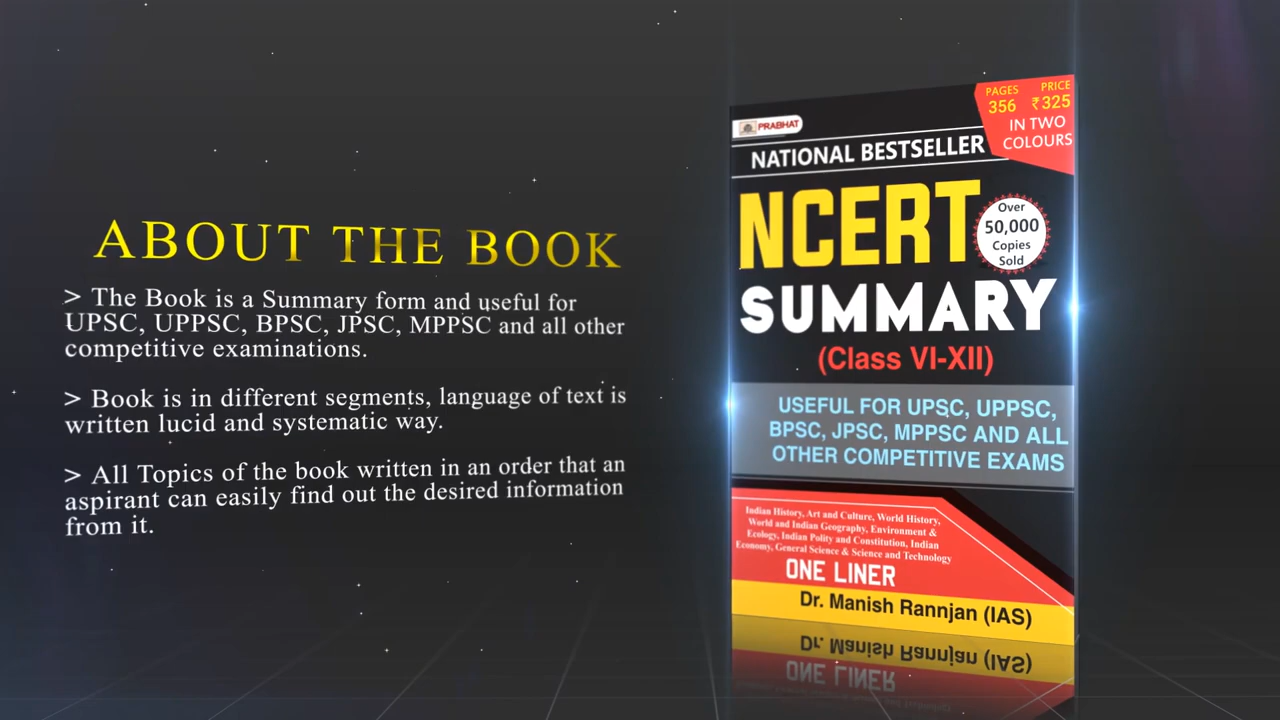 ABOUT THE BOOK
> The Book is a Summary form and useful for
UPSC, UPPSC, BPSC, JPSC, MPPSC and all other
competitive examinations.
> Book is in different segments, language of text is
written lucid and systematic way.
> All Topics of the book written in an order that an
aspirant can easily find out the desired information
from it.
PRABHAT
PAGES
356
PRICE
₹325
IN TWO
COLOURS
NATIONAL BESTSELLER
NCERT
Over
50,000
Copies
Sold
SUMMARY
(Class VI-XII)
USEFUL FOR UPSC, UPPSC,
BPSC, JPSC, MPPSC AND ALL
OTHER COMPETITIVE EXAMS
Indian History, Art and Culture, World History,
World and Indian Geography, Environment &
Ecology, Indian Polity and Constitution, Indian
Economy, General Science & Science and Technology
ONE LINER
Dr. Manish Rannjan (IAS)
Dr. Manish Rannjan (IAS)
ONE LINER